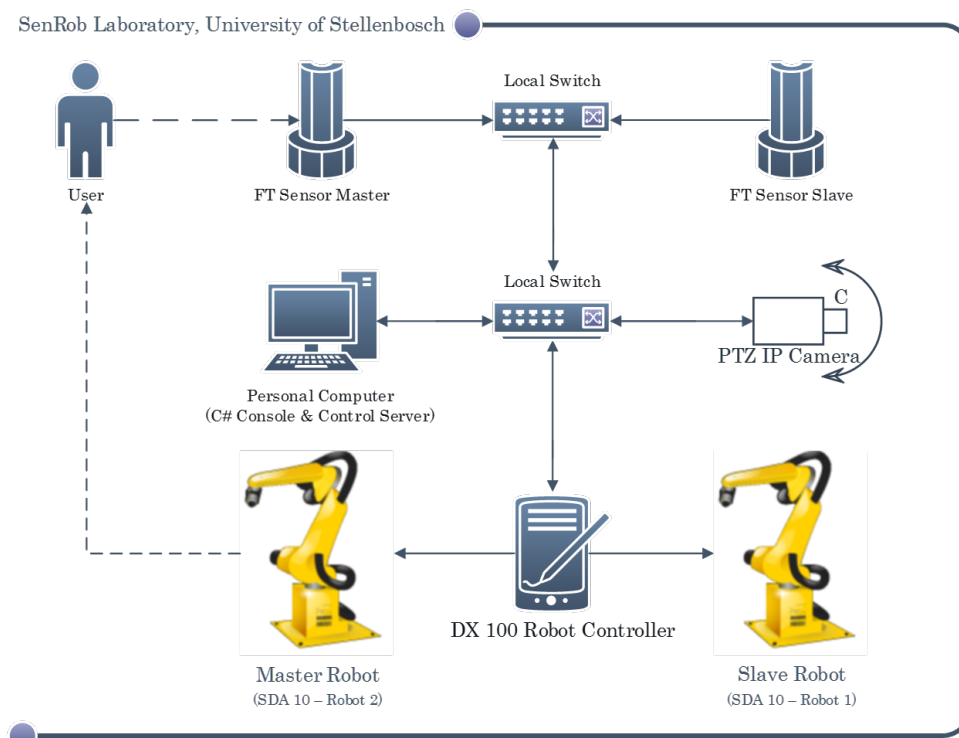 SenRob Laboratory, University of Stellenbosch
Local Switch
User
FT Sensor Master
FT Sensor Slave
Local Switch
C
PTZ IP Camera
Personal Computer
(C# Console & Control Server)
DX 100 Robot Controller
Master Robot
(SDA 10 – Robot 2)
Slave Robot
(SDA 10 – Robot 1)